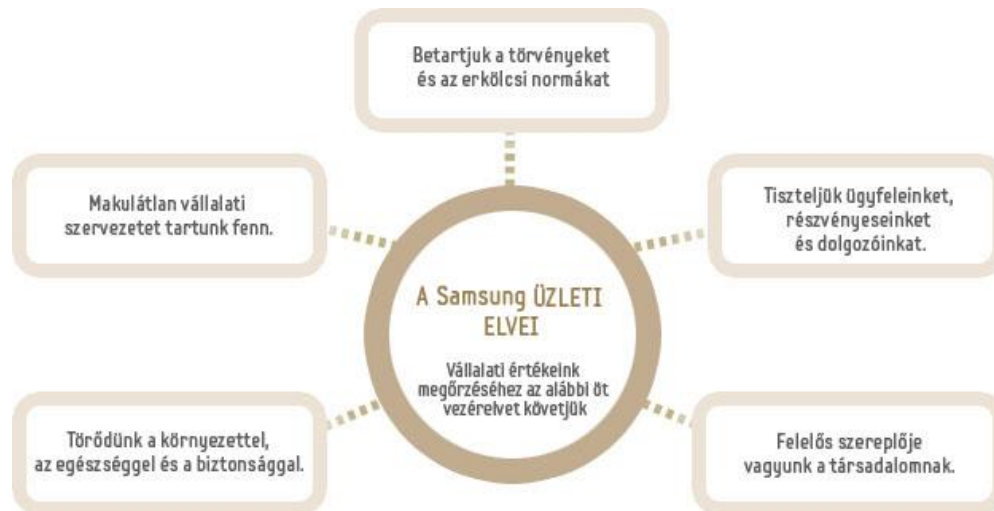 Betartjuk a törvényeket
és az erkölcsi normákat
Makulátlan vállalati
szervezetet tartunk fenn.
Tiszteljük ügyfeleinket,
részvényeseinket
és dolgozóinkat.
A Samsung ÜZLETI
ELVEI
Vállalati értékeink
megőrzéséhez az alábbi öt
vezérelvet követjük
Törődünk a környezettel,
az egészséggel és a biztonsággal.
Felelős szereplője
vagyunk a társadalomnak.